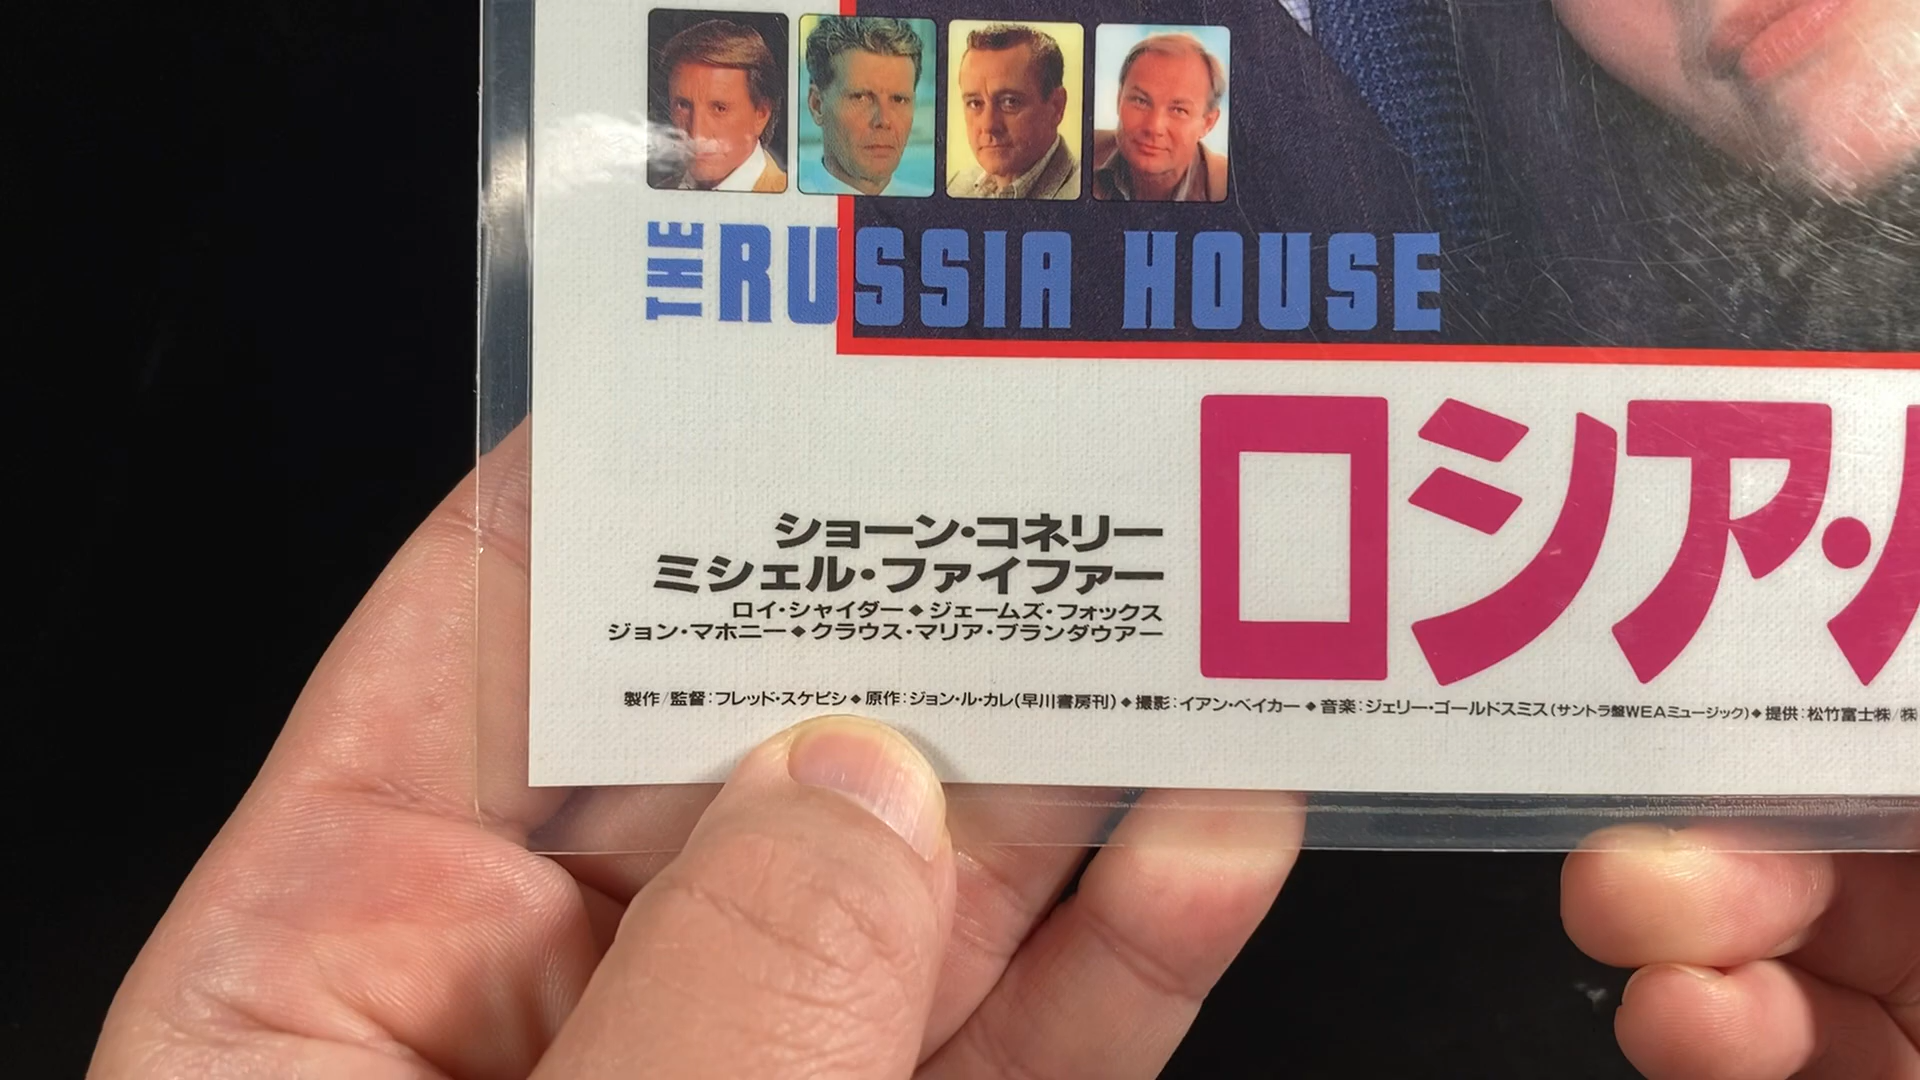 THE RUSSIA HOUSE
ロシア・
ショーン・コネリー
ミシェル・ファイファー
ロイ・シャイダー◆ジェームズ・フォックス
ジョン・マホニー◆クラウス・マリア・ブランダウアー
製作/監督:フレッド・スケピシ◆原作:ジョン・ル・カレ(早川書房刊)◆撮影:イアン・ベイカー◆音楽:ジェリー・ゴールドスミス(サントラ盤WEAミュージック)◆提供:松竹富士㈱/㈱